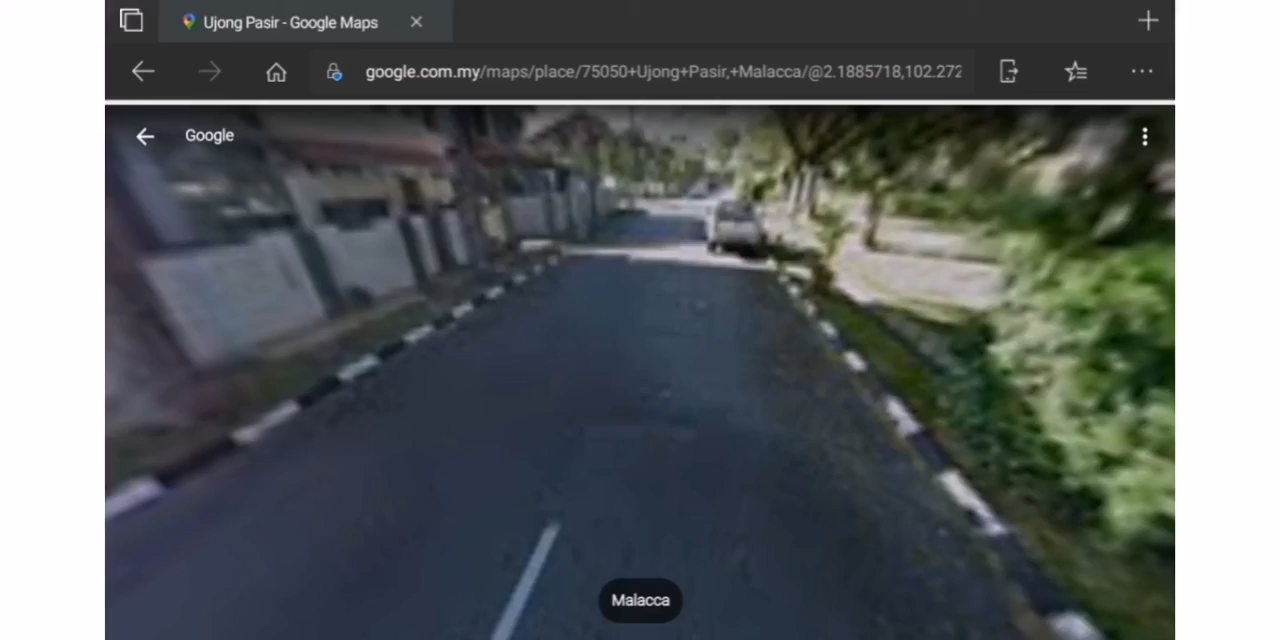 Ujong Pasir - Google Maps
google.com.my/maps/place/75050+Ujong+Pasir,+Malacca/@2.1885718,102.272
Google
Malacca